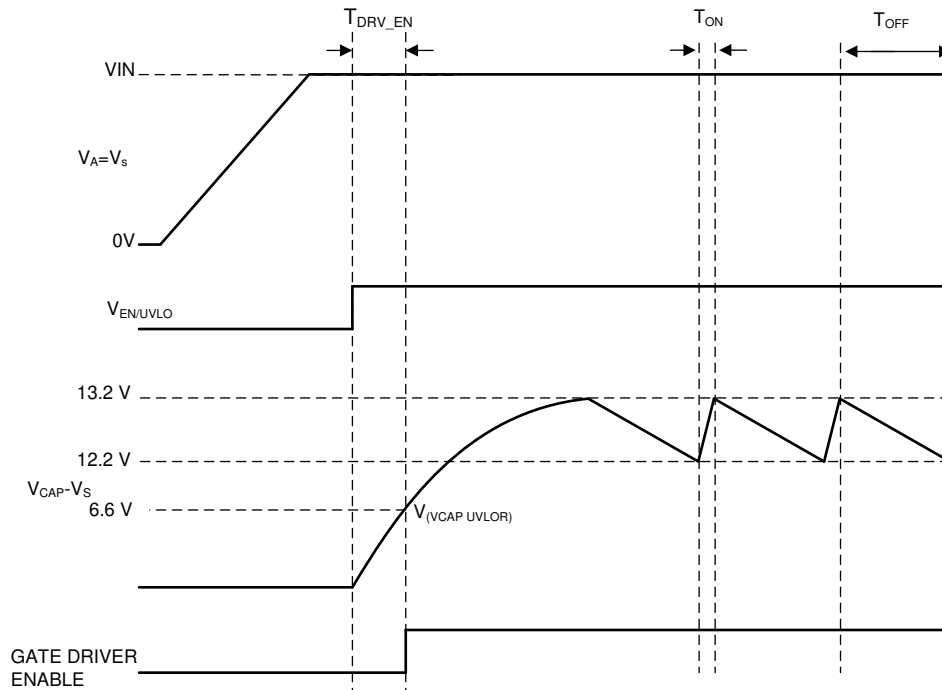 T_DRV_EN
T_ON
T_OFF
VIN
V_A=V_s
0V
V_EN/UVLO
13.2 V
12.2 V
V_CAP-V_S
6.6 V
V_(VCAP UVLOR)
GATE DRIVER
ENABLE